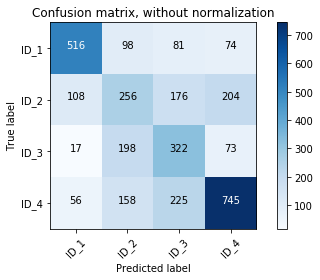 Confusion matrix, without normalization
ID_1 516 98 81 74
ID_2 108 256 176 204
ID_3 17 198 322 73
ID_4 56 158 225 745
ID_1 ID_2 ID_3 ID_4
True label
Predicted label
700
600
500
400
300
200
100